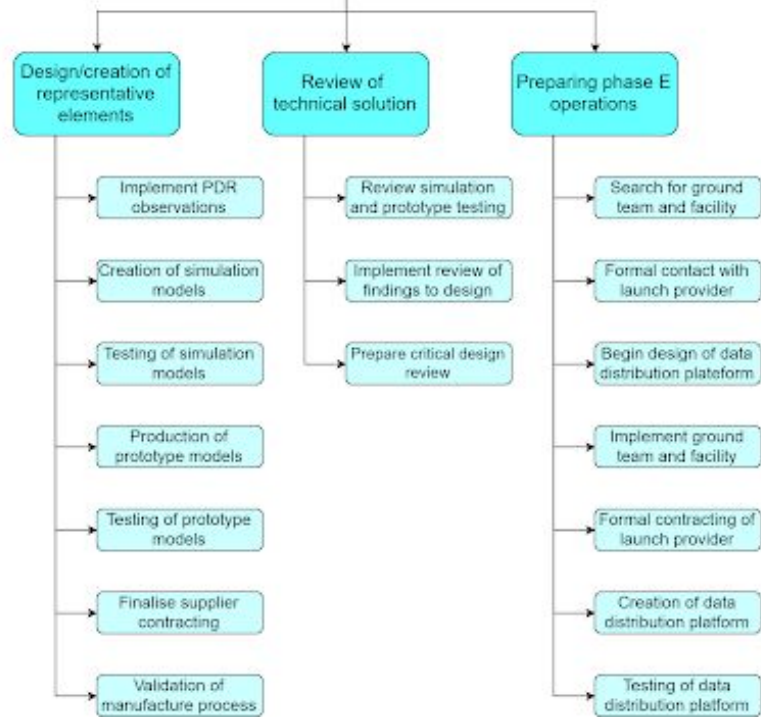 Design/creation of
representative
elements
Implement PDR
observations
Creation of simulation
models
Testing of simulation
models
Production of
prototype models
Testing of prototype
models
Finalise supplier
contracting
Validation of
manufacture process
Review of
technical solution
Review simulation
and prototype testing
Implement review of
findings to design
Prepare critical design
review
Preparing phase E
operations
Search for ground
team and facility
Formal contact with
launch provider
Begin design of data
distribution plateform
Implement ground
team and facility
Formal contracting of
launch provider
Creation of data
distribution platform
Testing of data
distribution platform